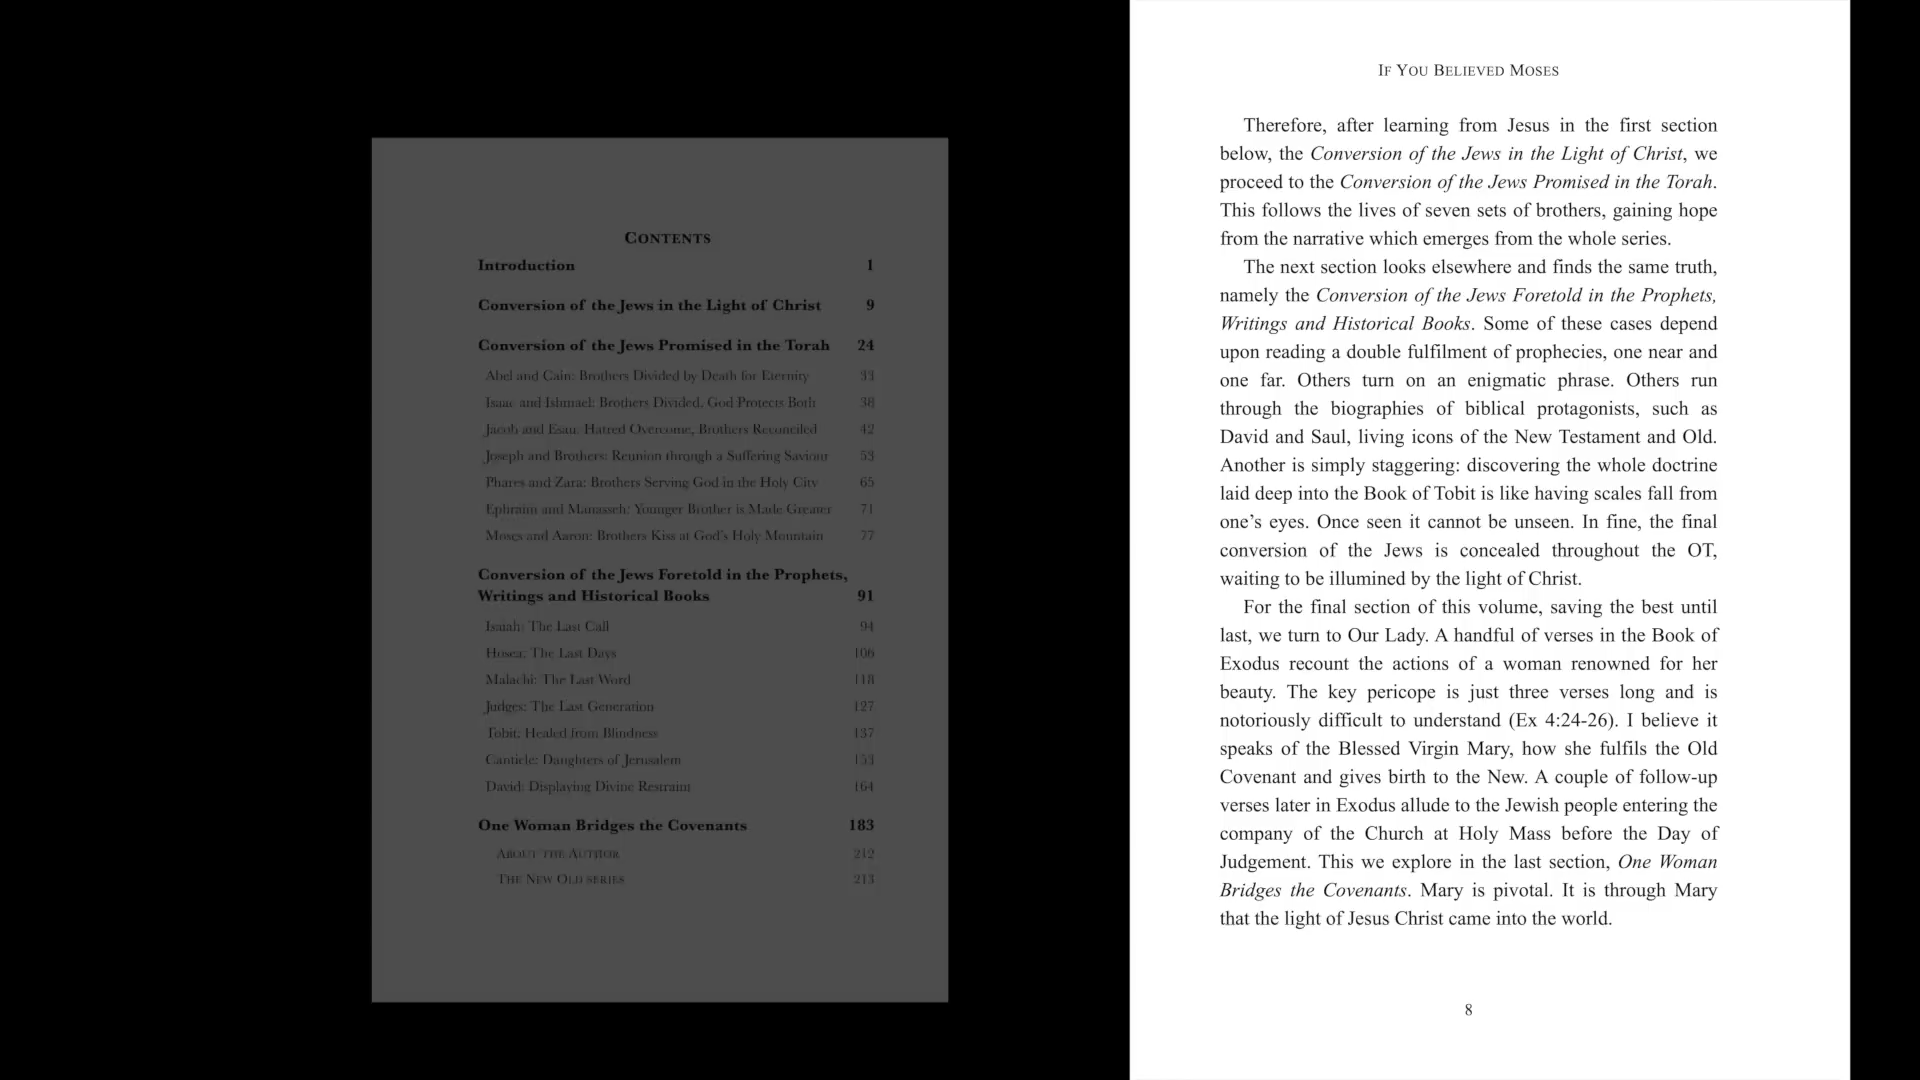 CONTENTS
Introduction 1
Conversion of the Jews in the Light of Christ 9
Conversion of the Jews Promised in the Torah 24
Abel and Cain: Brothers Divided by Death for Eternity 33
Isaac and Ishmael: Brothers Divided, God Protects Both 38
Jacob and Esau: Hatred Overcome, Brothers Reconciled 42
Joseph and Brothers: Reunion through a Suffering Saviour 53
Phares and Zara: Brothers Serving God in the Holy City 65
Ephraim and Manasseh: Younger Brother is Made Greater 71
Moses and Aaron: Brothers Kiss at God's Holy Mountain 77
Conversion of the Jews Foretold in the Prophets,
Writings and Historical Books 91
Isaiah: The Last Call 94
Hosea: The Last Days 106
Malachi: The Last Word 118
Judges: The Last Generation 127
Tobit: Healed from Blindness 137
Canticle: Daughters of Jerusalem 153
David: Displaying Divine Restraint 164
One Woman Bridges the Covenants 183
ABOUT THE AUTHOR 212
THE NEW OLD SERIES 213
IF YOU BELIEVED MOSES
Therefore, after learning from Jesus in the first section
below, the Conversion of the Jews in the Light of Christ, we
proceed to the Conversion of the Jews Promised in the Torah.
This follows the lives of seven sets of brothers, gaining hope
from the narrative which emerges from the whole series.
The next section looks elsewhere and finds the same truth,
namely the Conversion of the Jews Foretold in the Prophets,
Writings and Historical Books. Some of these cases depend
upon reading a double fulfilment of prophecies, one near and
one far. Others turn on an enigmatic phrase. Others run
through the biographies of biblical protagonists, such as
David and Saul, living icons of the New Testament and Old.
Another is simply staggering: discovering the whole doctrine
laid deep into the Book of Tobit is like having scales fall from
one's eyes. Once seen it cannot be unseen. In fine, the final
conversion of the Jews is concealed throughout the OT,
waiting to be illumined by the light of Christ.
For the final section of this volume, saving the best until
last, we turn to Our Lady. A handful of verses in the Book of
Exodus recount the actions of a woman renowned for her
beauty. The key pericope is just three verses long and is
notoriously difficult to understand (Ex 4:24-26). I believe it
speaks of the Blessed Virgin Mary, how she fulfils the Old
Covenant and gives birth to the New. A couple of follow-up
verses later in Exodus allude to the Jewish people entering the
company of the Church at Holy Mass before the Day of
Judgement. This we explore in the last section, One Woman
Bridges the Covenants. Mary is pivotal. It is through Mary
that the light of Jesus Christ came into the world.
8